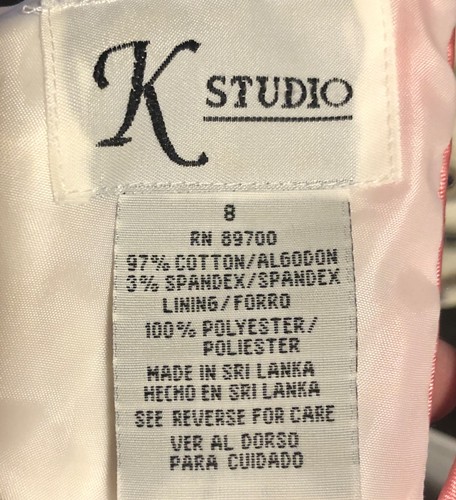 K STUDIO
8
RN 89700
97% COTTON/ALGODON
3% SPANDEX/SPANDEX
LINING/FORRO
100% POLYESTER/
POLIESTER
MADE IN SRI LANKA
HECHO EN SRI LANKA
SEE REVERSE FOR CARE
VER AL DORSO
PARA CUIDADO